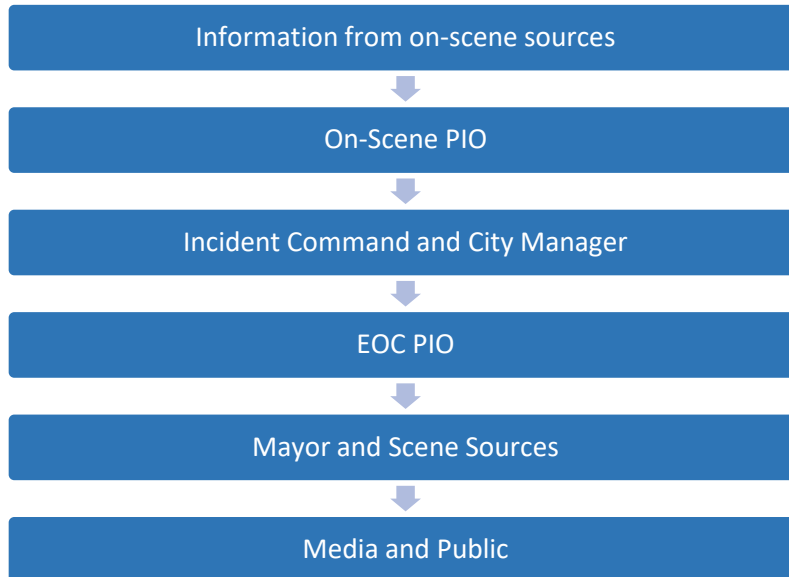 Information from on-scene sources
On-Scene PIO
Incident Command and City Manager
EOC PIO
Mayor and Scene Sources
Media and Public